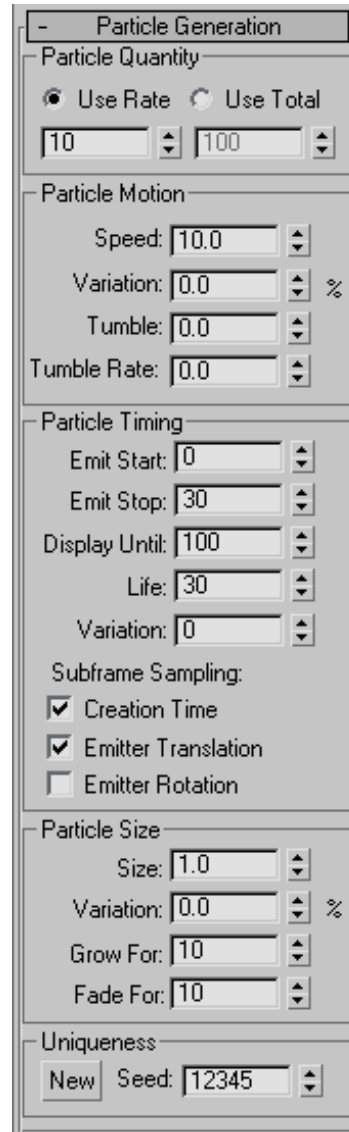 - Particle Generation
Particle Quantity
Use Rate Use Total
10 100
Particle Motion
Speed: 10.0
Variation: 0.0 %
Tumble: 0.0
Tumble Rate: 0.0
Particle Timing
Emit Start: 0
Emit Stop: 30
Display Until: 100
Life: 30
Variation: 0
Subframe Sampling:
Creation Time
Emitter Translation
Emitter Rotation
Particle Size
Size: 1.0
Variation: 0.0 %
Grow For: 10
Fade For: 10
Uniqueness
New Seed: 12345